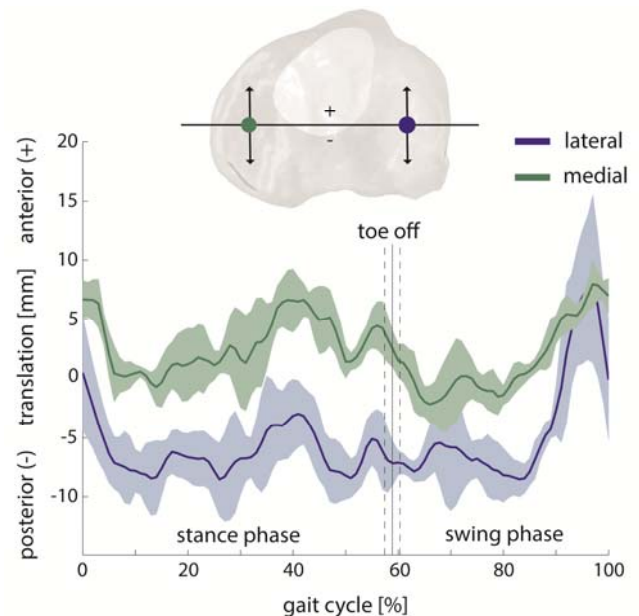 +
-
lateral
medial
toe off
20
15
10
5
0
-5
-10
anterior (+)
translation [mm]
posterior (-)
stance phase
swing phase
0
20
40
60
80
100
gait cycle [%]